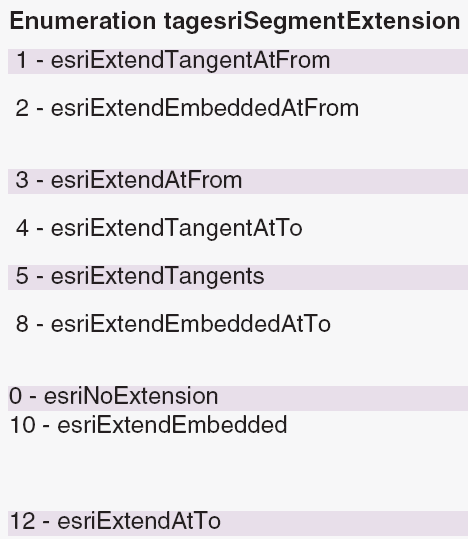 Enumeration tagesriSegmentExtension
1 - esriExtendTangentAtFrom
2 - esriExtendEmbeddedAtFrom
3 - esriExtendAtFrom
4 - esriExtendTangentAtTo
5 - esriExtendTangents
8 - esriExtendEmbeddedAtTo
0 - esriNoExtension
10 - esriExtendEmbedded
12 - esriExtendAtTo